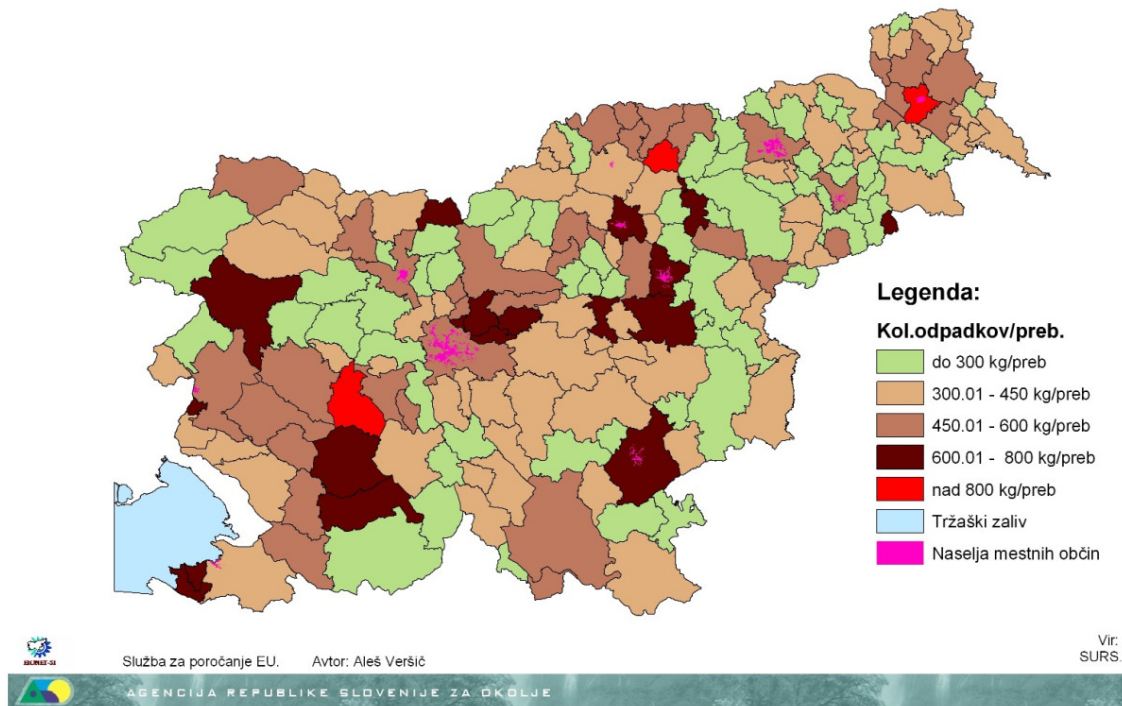 Legenda:
Kol.odpadkov/preb.
do 300 kg/preb
300.01 - 450 kg/preb
450.01 - 600 kg/preb
600.01 - 800 kg/preb
nad 800 kg/preb
Tržaški zaliv
Naselja mestnih občin
Vir:
SURS.
EIONET-SI
Služba za poročanje EU. Avtor: Aleš Veršič
AGENCIJA REPUBLIKE SLOVENIJE ZA OKOLJE